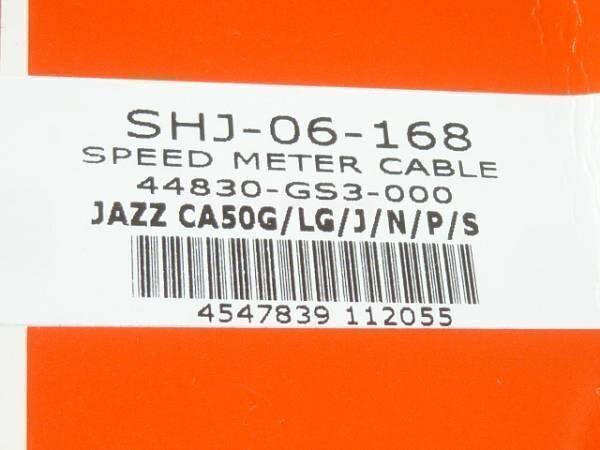 SHJ-06-168
SPEED METER CABLE
44830-GS3-000
JAZZ CA50G/LG/J/N/P/S
4547839 112055